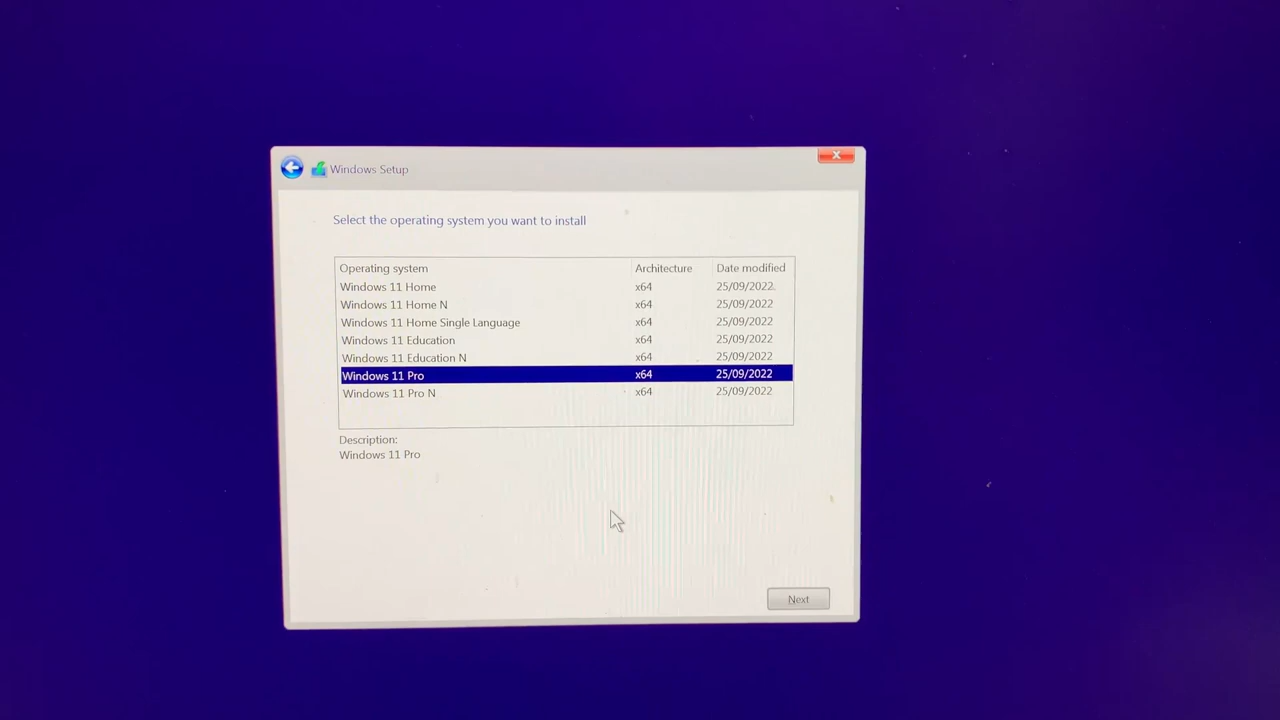 Windows Setup
Select the operating system you want to install
Operating system Architecture Date modified
Windows 11 Home x64 25/09/2022
Windows 11 Home N x64 25/09/2022
Windows 11 Home Single Language x64 25/09/2022
Windows 11 Education x64 25/09/2022
Windows 11 Education N x64 25/09/2022
Windows 11 Pro x64 25/09/2022
Windows 11 Pro N x64 25/09/2022
Description:
Windows 11 Pro
Next